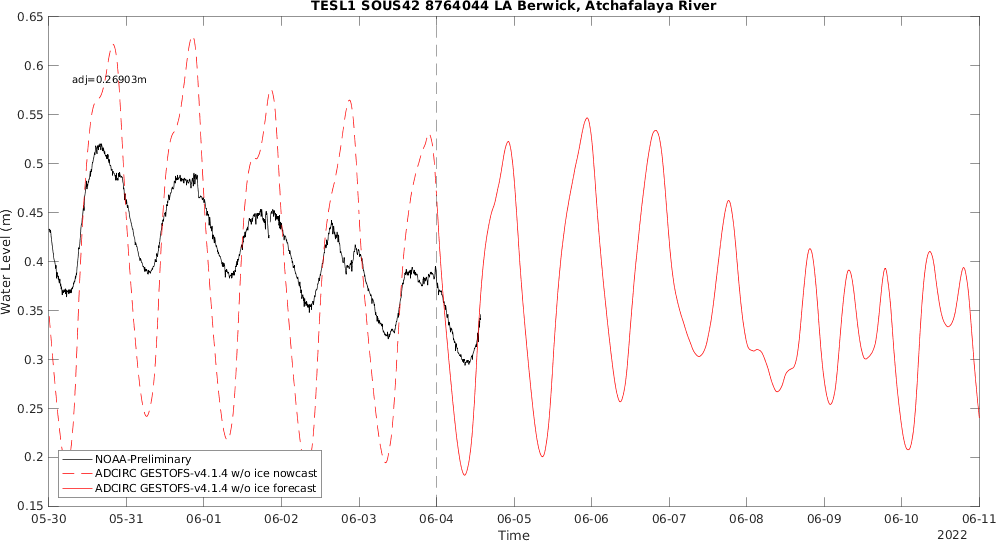 TESL1 SOUS42 8764044 LA Berwick, Atchafalaya River
0.65
0.6
0.55
0.5
0.45
0.4
0.35
0.3
0.25
0.2
0.15
Water Level (m)
adj=0.26903m
NOAA-Preliminary
ADCIRC GESTOFS-v4.1.4 w/o ice nowcast
ADCIRC GESTOFS-v4.1.4 w/o ice forecast
05-30 05-31 06-01 06-02 06-03 06-04 06-05 06-06 06-07 06-08 06-09 06-10 06-11
Time
2022